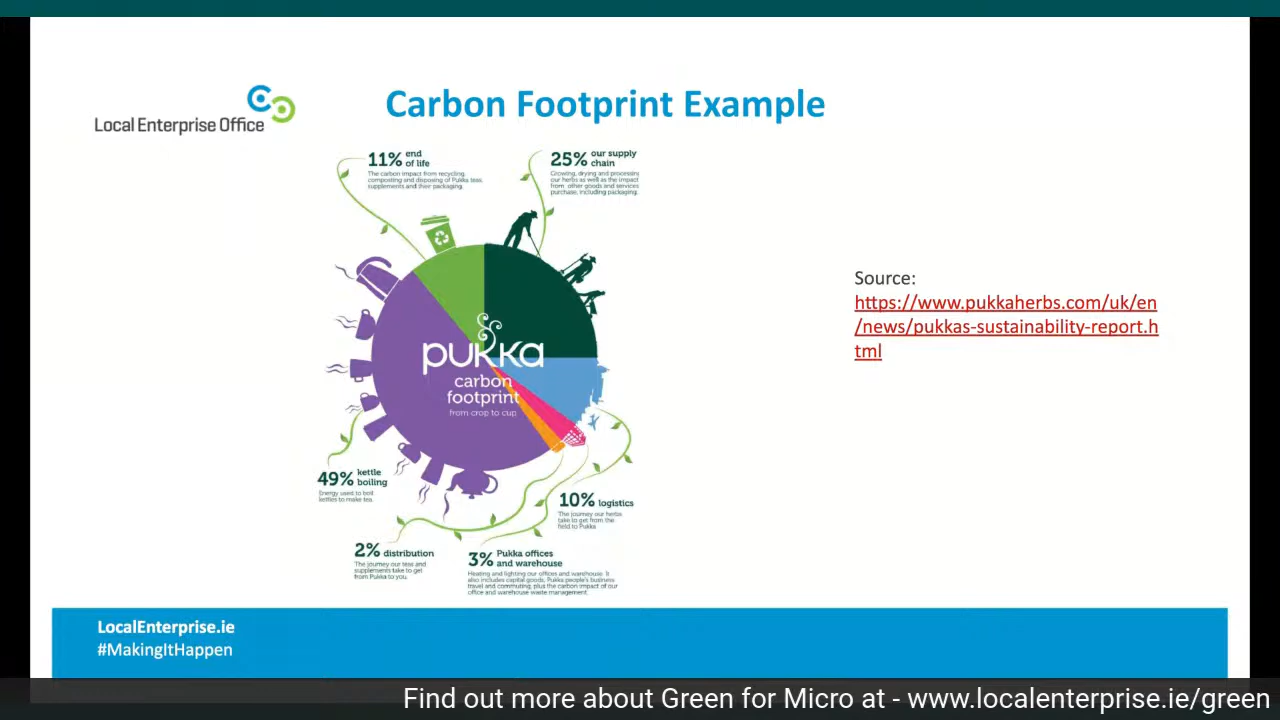 Local Enterprise Office
Carbon Footprint Example
11% end
of life
The carbon impact from recycling,
composting and disposing of Pukka teas,
supplements and their packaging.
25% our supply
chain
Growing, drying and processing
our herbs as well as the impact
from other goods and services
purchase, including packaging.
pukka
carbon
footprint
from crop to cup
49% kettle
boiling
Energy used to boil
kettles to make tea.
10% logistics
The journey our herbs
take to get from the
field to Pukka
2% distribution
The journey our teas and
supplements take to get
from Pukka to you.
3% Pukka offices
and warehouse
Heating and lighting our offices and warehouse. It
also includes capital goods, Pukka people's business
travel and commuting, plus the carbon impact of our
office and warehouse waste management.
Source:
https://www.pukkaherbs.com/uk/en
/news/pukkas-sustainability-report.h
tml
LocalEnterprise.ie
#MakingItHappen
Find out more about Green for Micro at - www.localenterprise.ie/green